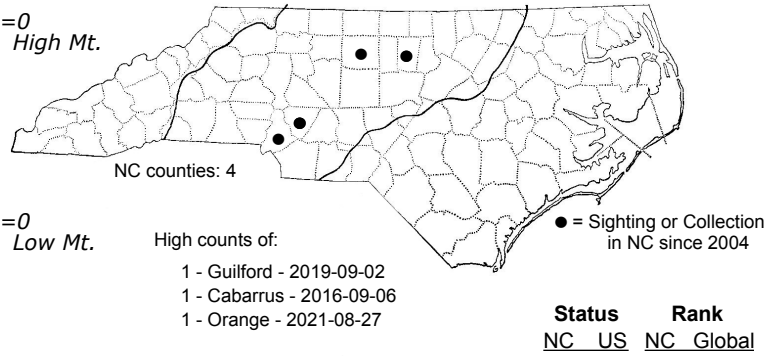 =0
High Mt.
NC counties: 4
=0
Low Mt.
High counts of:
1 - Guilford - 2019-09-02
1 - Cabarrus - 2016-09-06
1 - Orange - 2021-08-27
● = Sighting or Collection
in NC since 2004
Status Rank
NC US NC Global